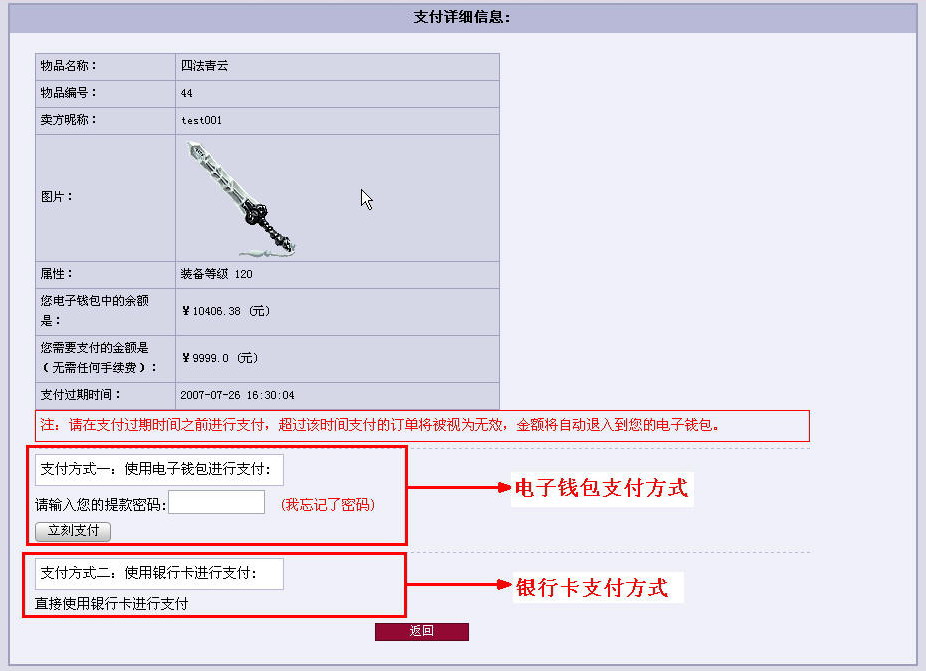 支付详细信息：
物品名称： 四法青云
物品编号： 44
卖方昵称： test001
图片：
属性： 装备等级 120
您电子钱包中的余额
是： ￥10406.38 (元)
您需要支付的金额是
（无需任何手续费）： ￥9999.0 (元)
支付过期时间： 2007-07-26 16:30:04
注：请在支付过期时间之前进行支付，超过该时间支付的订单将被视为无效，金额将自动退入到您的电子钱包。
支付方式一：使用电子钱包进行支付：
请输入您的提款密码: (我忘记了密码)
立刻支付
电子钱包支付方式
支付方式二：使用银行卡进行支付：
直接使用银行卡进行支付
银行卡支付方式
返回